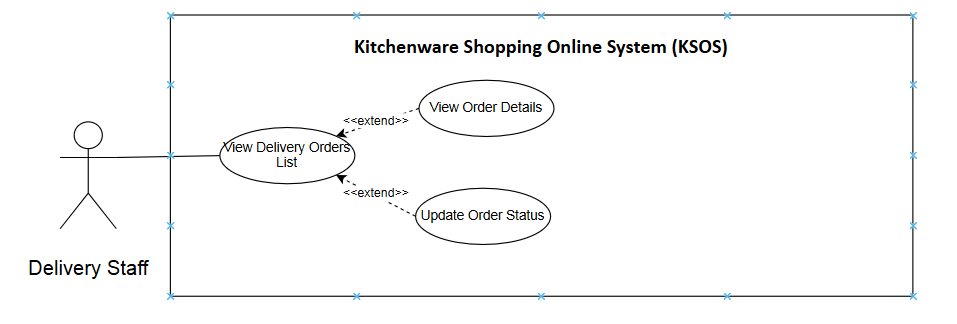 Kitchenware Shopping Online System (KSOS)
View Order Details
<<extend>>
View Delivery Orders
List
<<extend>>
Update Order Status
Delivery Staff